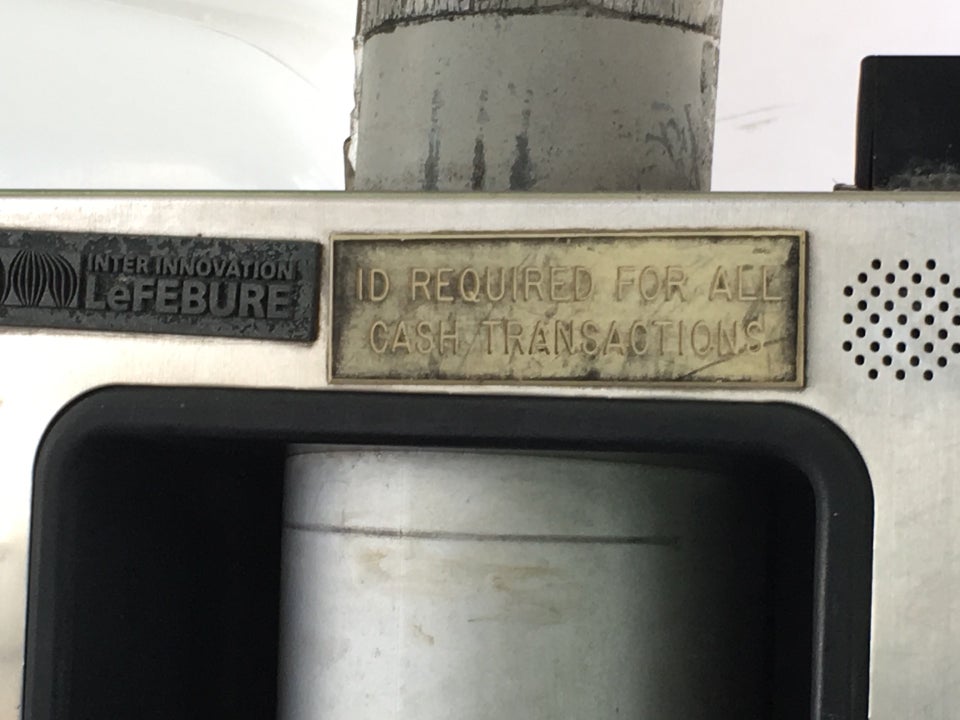 INTER INNOVATION
LeFEBURE
ID REQUIRED FOR ALL
CASH TRANSACTIONS